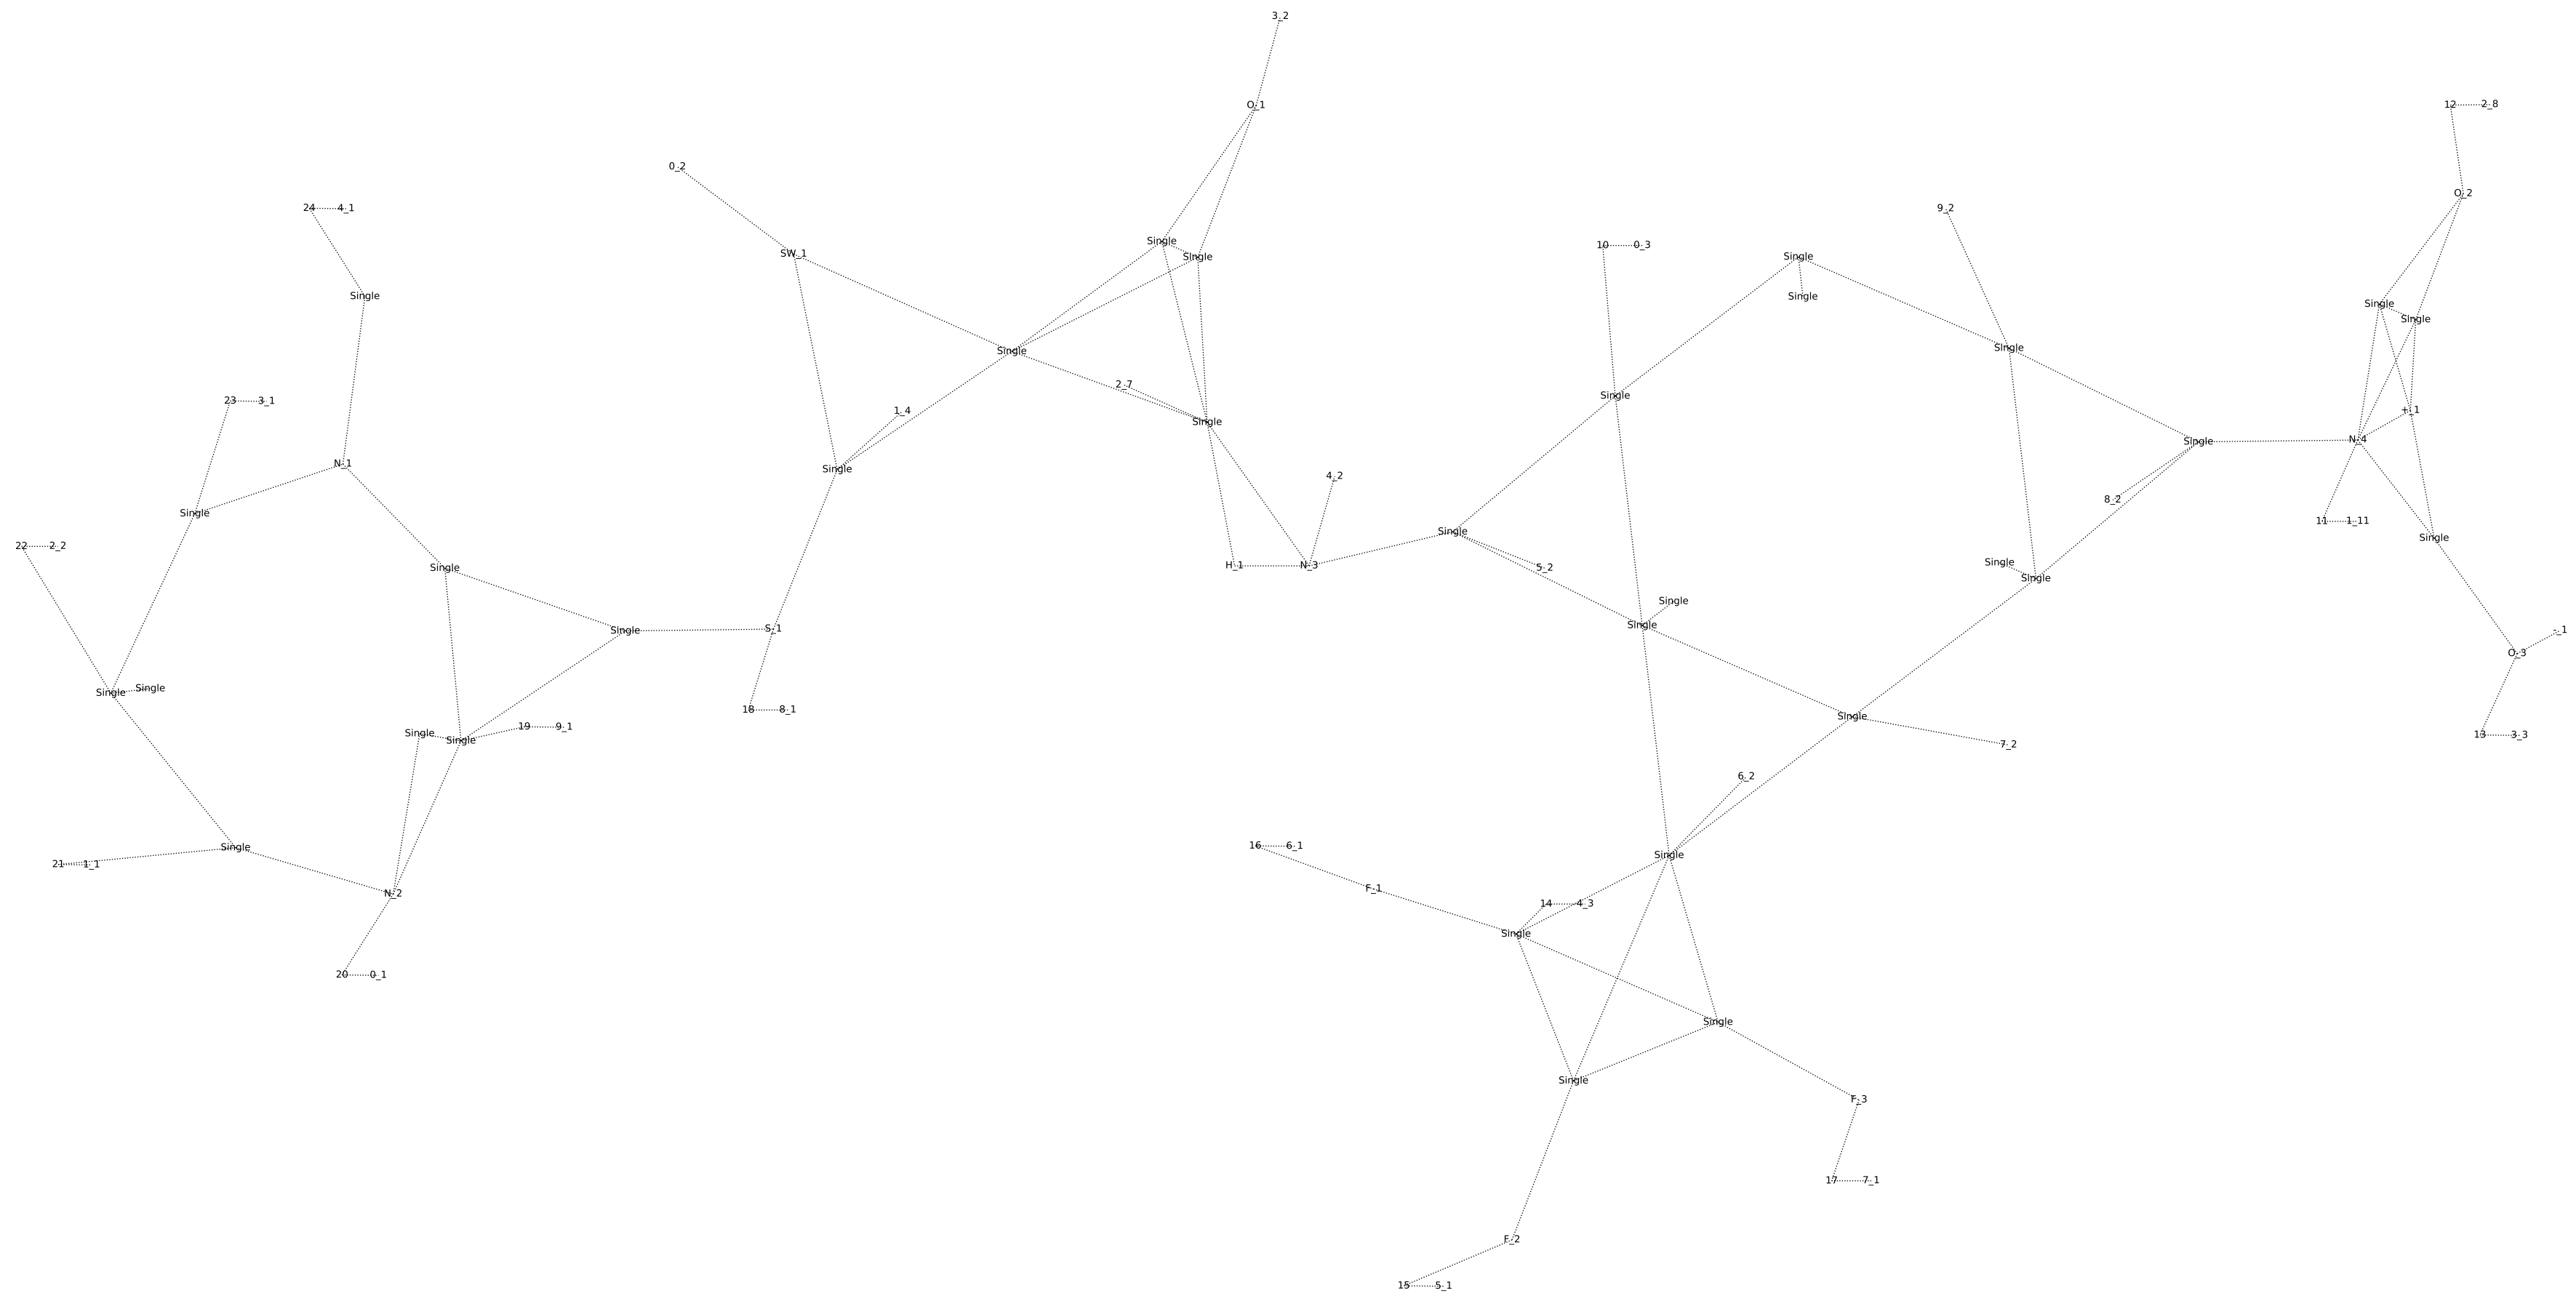 3_2
O_1
12 2_8
0_2
O_2
24 4_1
9_2
Single
10 0_3
SW_1
Single
Single
Single
Single
Single
Single
Single
Single
Single
2_7
Single
23 3_1
1_4
+_1
Single
N_4
Single
N_1
Single
4_2
8_2
Single
11 1_11
Single
Single
22 2_2
Single
H_1 N_3
Single
5_2
Single
Single
Single
S_1
Single
-_1
O_3
Single
Single
18 8_1
Single
19 9_1
Single
Single
13 3_3
7_2
6_2
16 6_1
Single
Single
21 1_1
F_1
N_2
14 4_3
Single
20 0_1
Single
Single
F_3
17 7_1
F_2
15 5_1